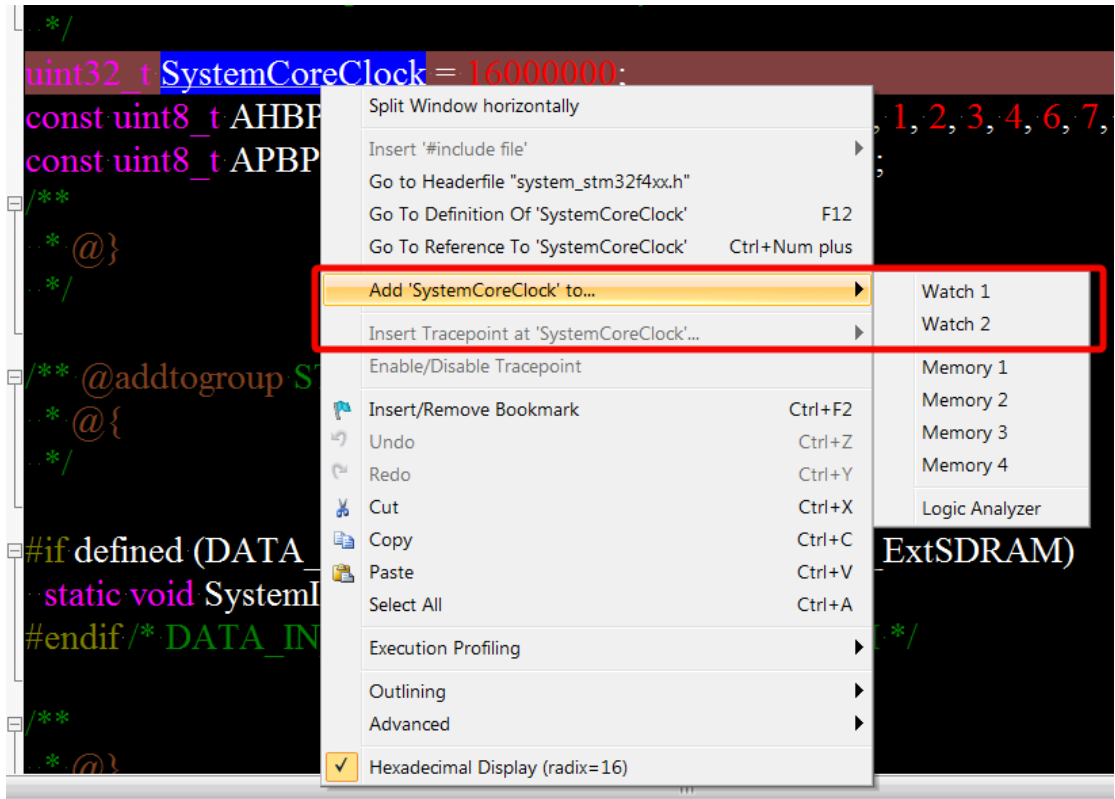 */
uint32_t SystemCoreClock = 16000000;
const uint8_t AHBP , 1, 2, 3, 4, 6, 7,
const uint8_t APBP ;
/**
* @}
*/
/** @addtogroup S
* @{
*/
#if defined (DATA_ _ExtSDRAM)
static void SystemI
#endif /* DATA_IN */
/**
* @}
Split Window horizontally
Insert '#include file'
Go to Headerfile "system_stm32f4xx.h"
Go To Definition Of 'SystemCoreClock' F12
Go To Reference To 'SystemCoreClock' Ctrl+Num plus
Add 'SystemCoreClock' to...
Insert Tracepoint at 'SystemCoreClock'...
Enable/Disable Tracepoint
Insert/Remove Bookmark Ctrl+F2
Undo Ctrl+Z
Redo Ctrl+Y
Cut Ctrl+X
Copy Ctrl+C
Paste Ctrl+V
Select All Ctrl+A
Execution Profiling
Outlining
Advanced
Hexadecimal Display (radix=16)
Watch 1
Watch 2
Memory 1
Memory 2
Memory 3
Memory 4
Logic Analyzer